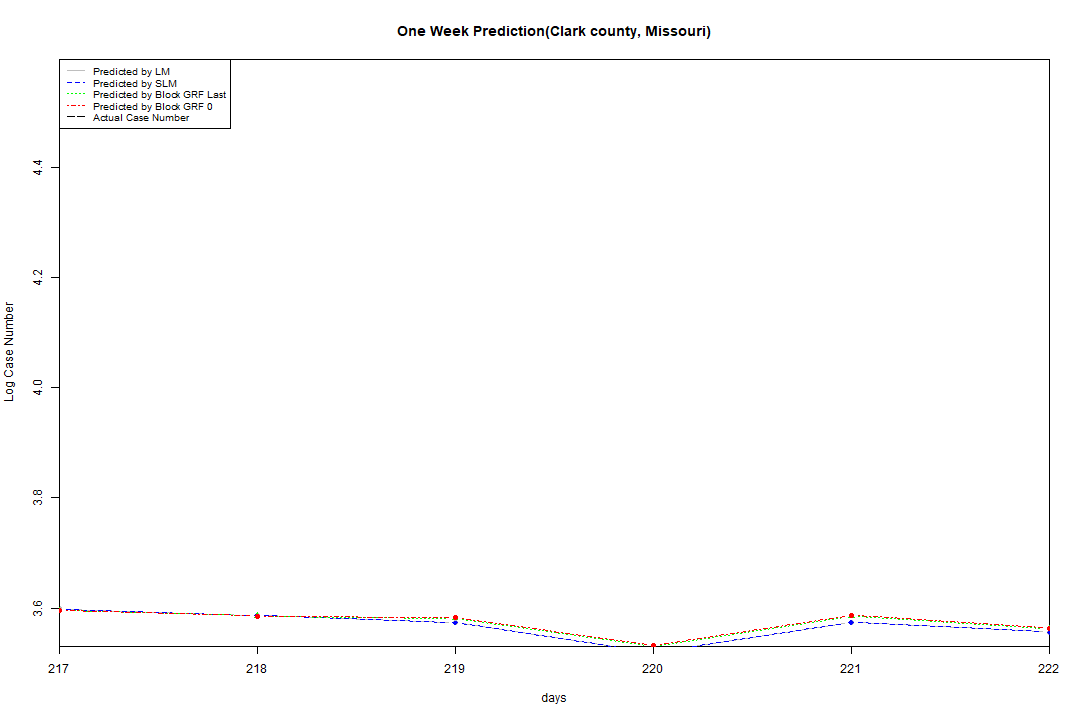 One Week Prediction(Clark county, Missouri)
Predicted by LM
Predicted by SLM
Predicted by Block GRF Last
Predicted by Block GRF 0
Actual Case Number
Log Case Number
4.4
4.2
4.0
3.8
3.6
217 218 219 220 221 222
days